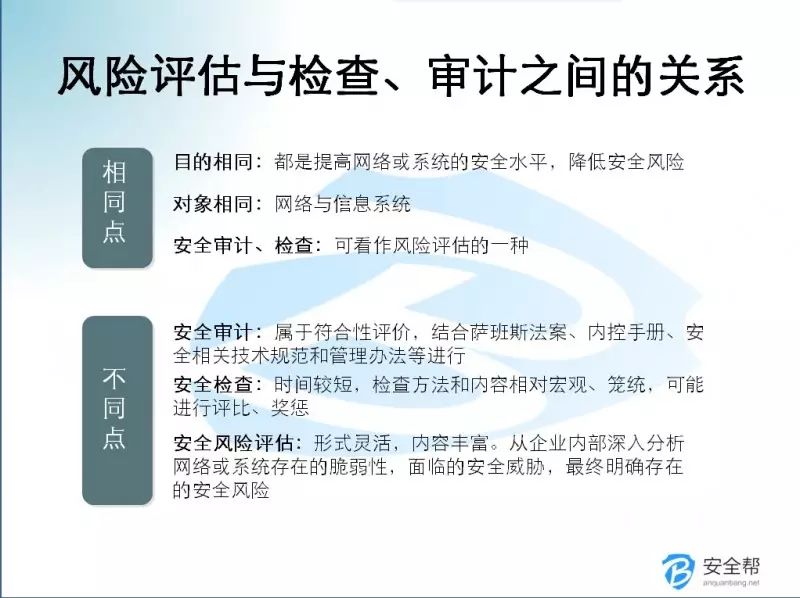 风险评估与检查、审计之间的关系
相同点
目的相同：都是提高网络或系统的安全水平，降低安全风险
对象相同：网络与信息系统
安全审计、检查：可看作风险评估的一种
不同点
安全审计：属于符合性评价，结合萨班斯法案、内控手册、安
全相关技术规范和管理办法等进行
安全检查：时间较短，检查方法和内容相对宏观、笼统，可能
进行评比、奖惩
安全风险评估：形式灵活，内容丰富。从企业内部深入分析
网络或系统存在的脆弱性，面临的安全威胁，最终明确存在
的安全风险
安全帮
anquanbang.net